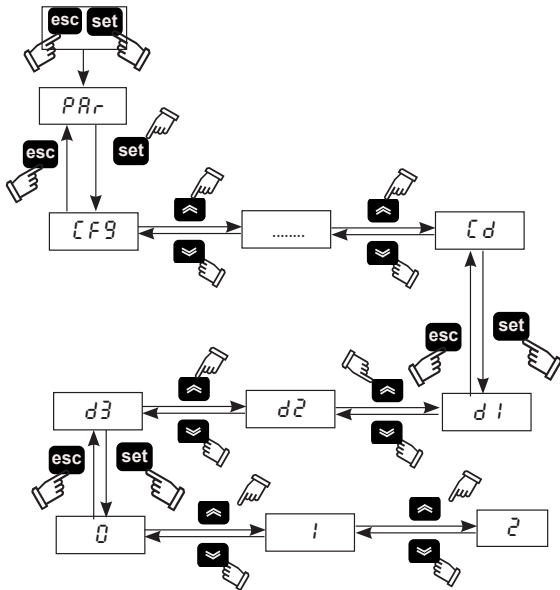 esc set
PAr
esc set
CF9 ........ Cd
esc set
d3 d2 d1
esc set
0 1 2